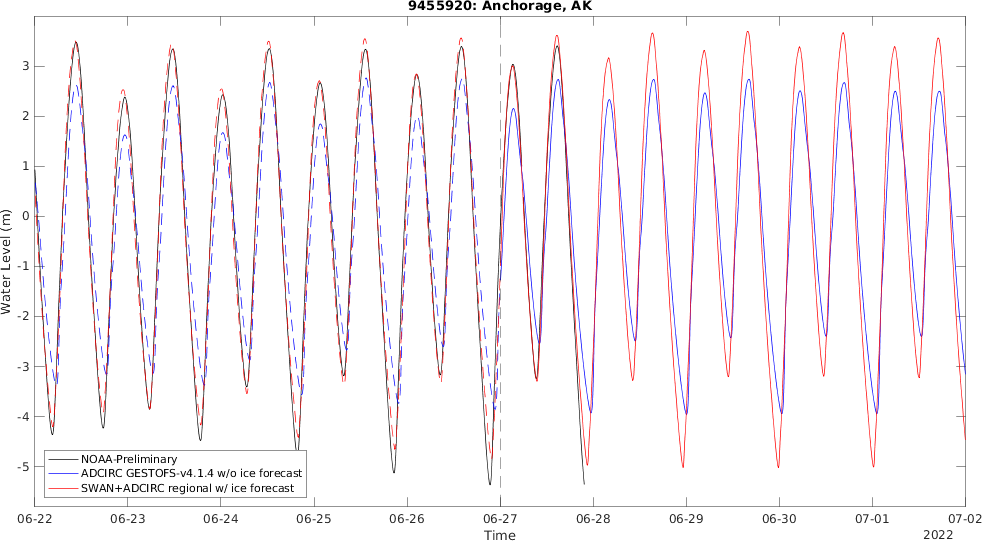 9455920: Anchorage, AK
Water Level (m)
3
2
1
0
-1
-2
-3
-4
-5
NOAA-Preliminary
ADCIRC GESTOFS-v4.1.4 w/o ice forecast
SWAN+ADCIRC regional w/ ice forecast
06-22 06-23 06-24 06-25 06-26 06-27 06-28 06-29 06-30 07-01 07-02
Time
2022